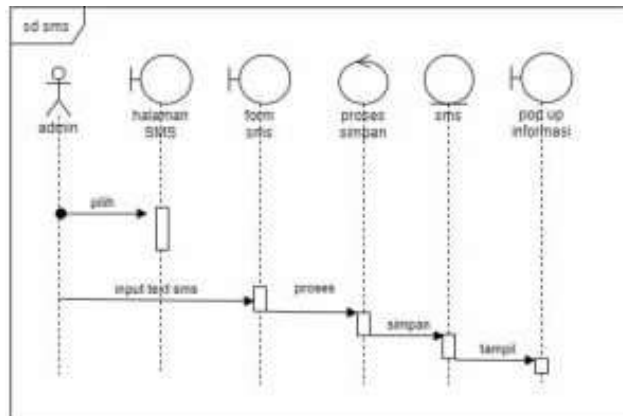 sd sms
admin
halaman
SMS
form
sms
proses
simpan
sms
pop up
informasi
pilih
input text sms
proses
simpan
tampil